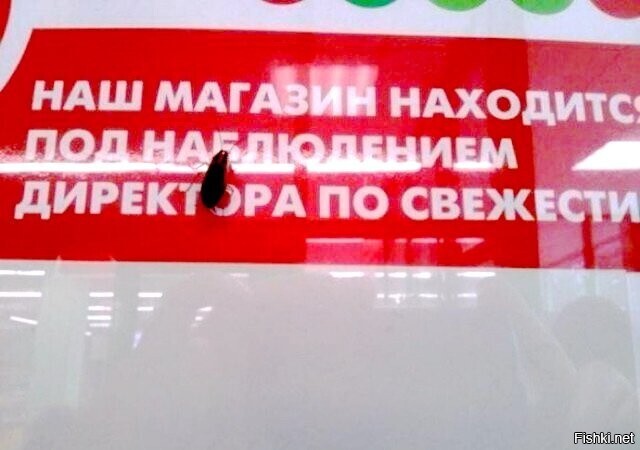 НАШ МАГАЗИН НАХОДИТСЯ
ПОД НАБЛЮДЕНИЕМ
ДИРЕКТОРА ПО СВЕЖЕСТИ
Fishki.net